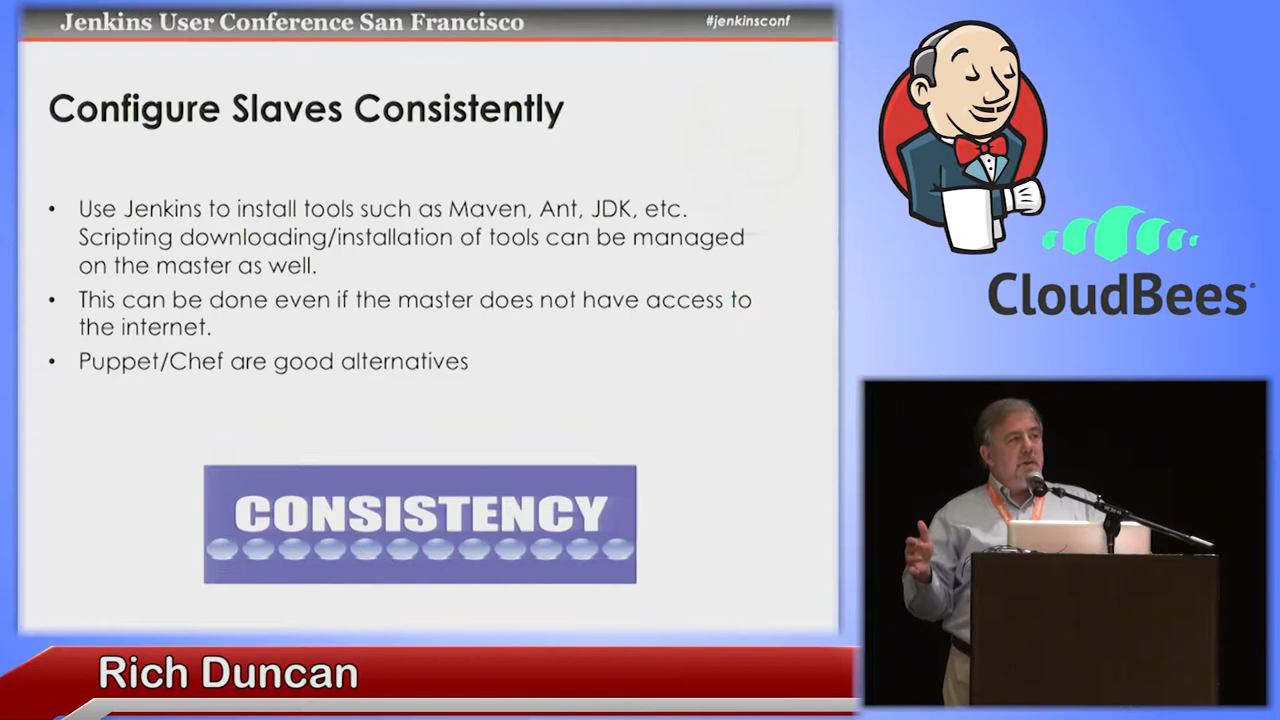 Jenkins User Conference San Francisco
#jenkinsconf
Configure Slaves Consistently
• Use Jenkins to install tools such as Maven, Ant, JDK, etc.
Scripting downloading/installation of tools can be managed
on the master as well.
• This can be done even if the master does not have access to
the internet.
• Puppet/Chef are good alternatives
CONSISTENCY
CloudBees
Rich Duncan